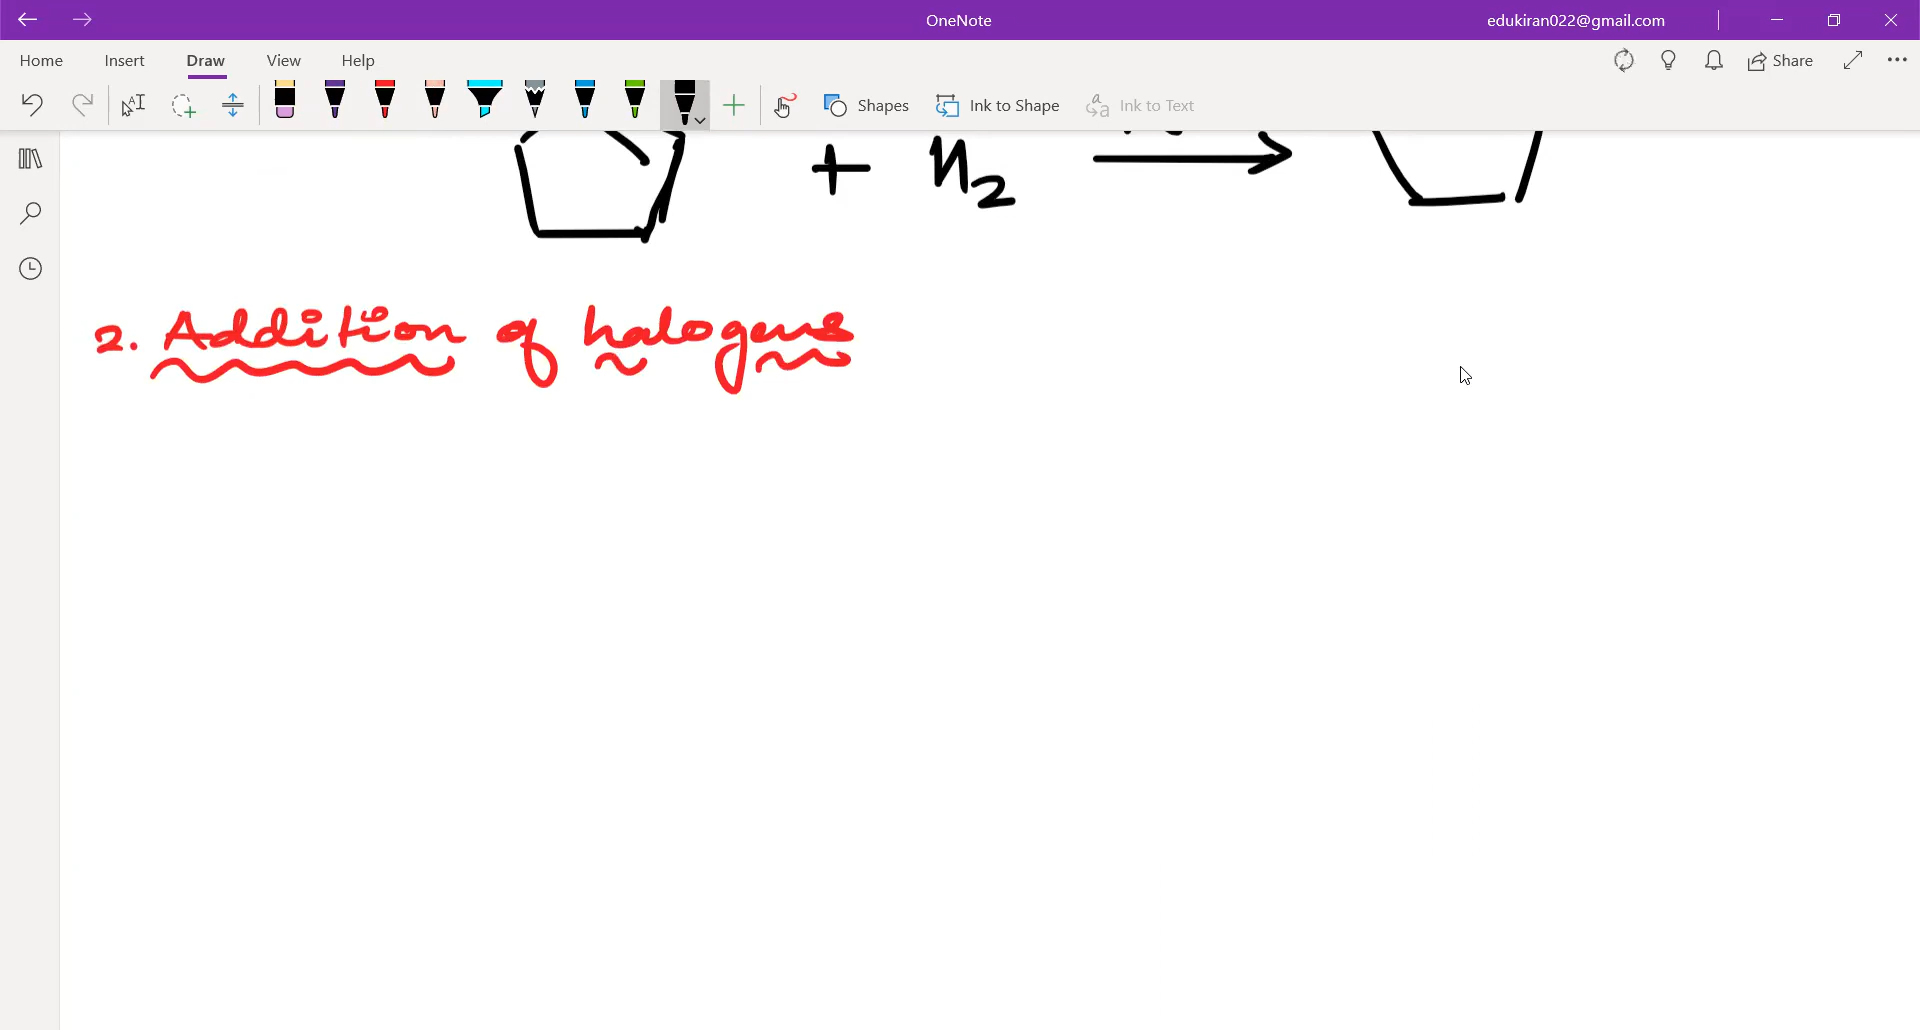 OneNote
edukiran022@gmail.com
Home Insert Draw View Help
Share
Shapes Ink to Shape Ink to Text
+ H2
2. Addition of halogens